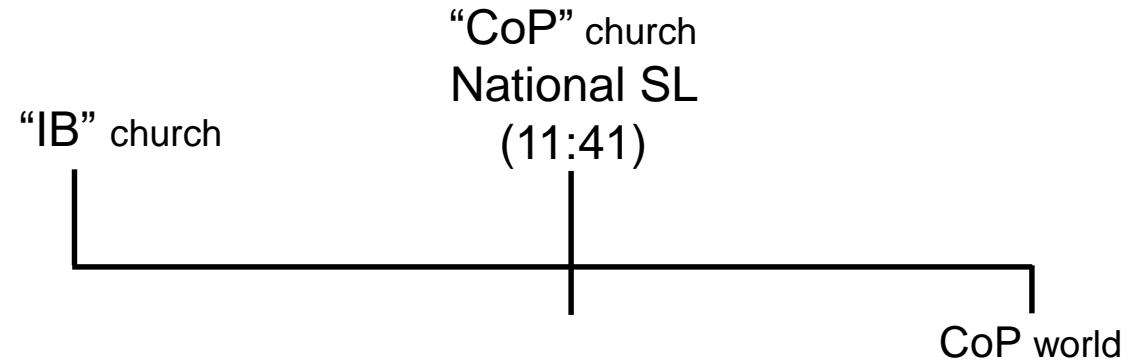 “CoP” church
National SL
(11:41)
“IB” church
CoP world